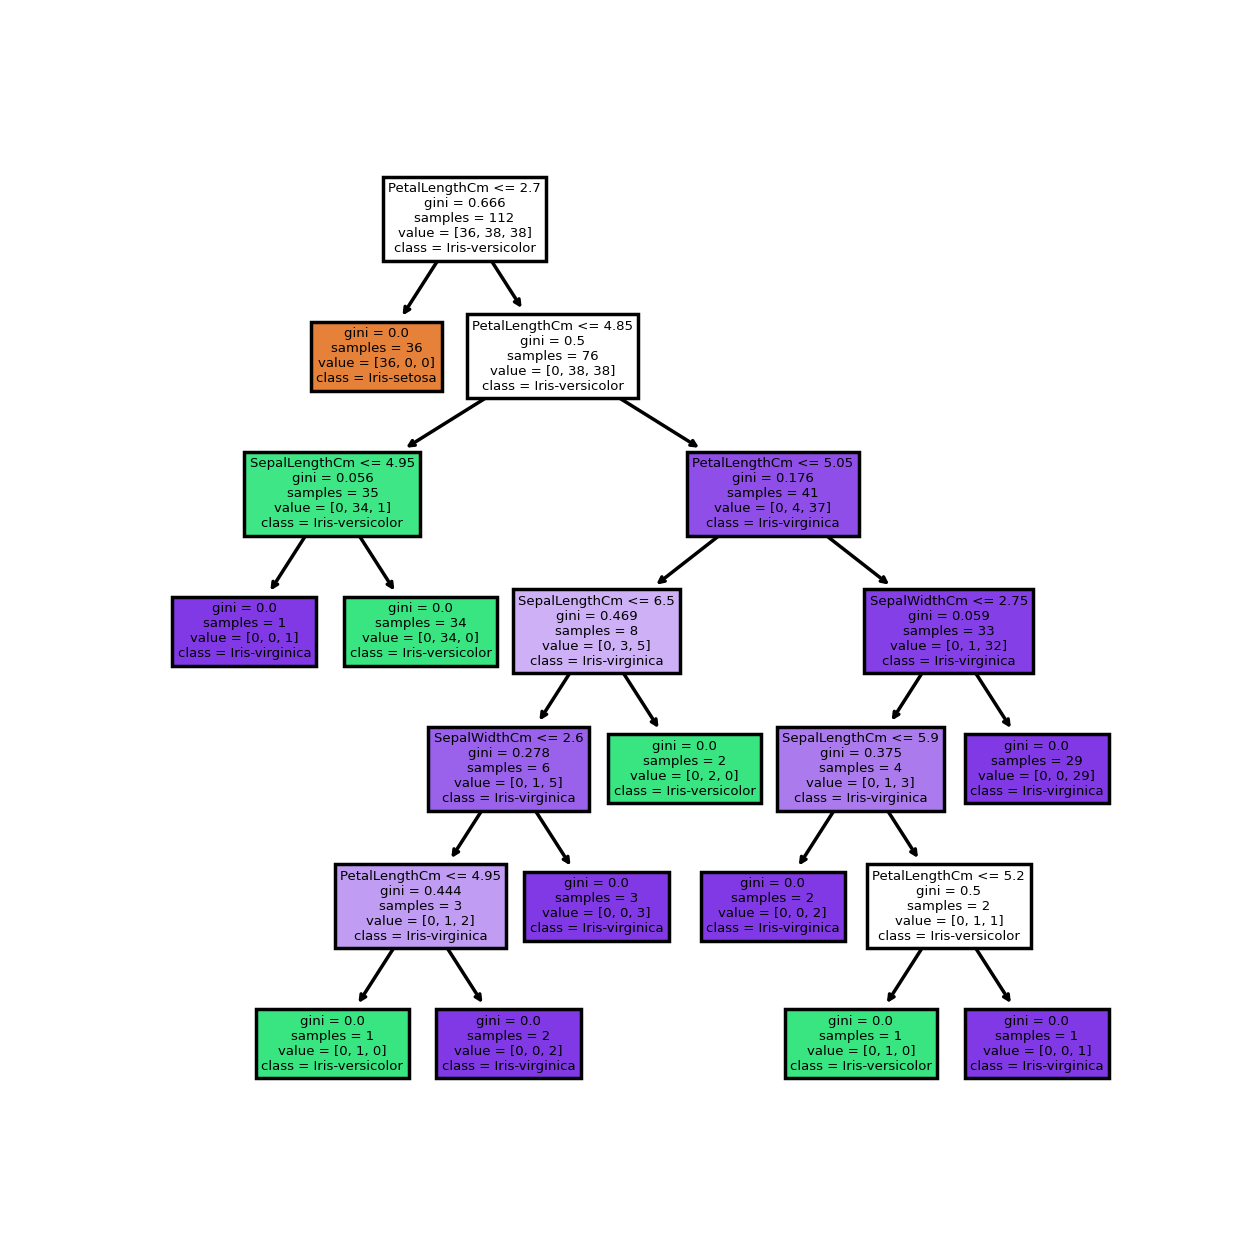 PetalLengthCm <= 2.7
gini = 0.666
samples = 112
value = [36, 38, 38]
class = Iris-versicolor
gini = 0.0
samples = 36
value = [36, 0, 0]
class = Iris-setosa
PetalLengthCm <= 4.85
gini = 0.5
samples = 76
value = [0, 38, 38]
class = Iris-versicolor
SepalLengthCm <= 4.95
gini = 0.056
samples = 35
value = [0, 34, 1]
class = Iris-versicolor
PetalLengthCm <= 5.05
gini = 0.176
samples = 41
value = [0, 4, 37]
class = Iris-virginica
gini = 0.0
samples = 1
value = [0, 0, 1]
class = Iris-virginica
gini = 0.0
samples = 34
value = [0, 34, 0]
class = Iris-versicolor
SepalLengthCm <= 6.5
gini = 0.469
samples = 8
value = [0, 3, 5]
class = Iris-virginica
SepalWidthCm <= 2.75
gini = 0.059
samples = 33
value = [0, 1, 32]
class = Iris-virginica
SepalWidthCm <= 2.6
gini = 0.278
samples = 6
value = [0, 1, 5]
class = Iris-virginica
gini = 0.0
samples = 2
value = [0, 2, 0]
class = Iris-versicolor
SepalLengthCm <= 5.9
gini = 0.375
samples = 4
value = [0, 1, 3]
class = Iris-virginica
gini = 0.0
samples = 29
value = [0, 0, 29]
class = Iris-virginica
PetalLengthCm <= 4.95
gini = 0.444
samples = 3
value = [0, 1, 2]
class = Iris-virginica
gini = 0.0
samples = 3
value = [0, 0, 3]
class = Iris-virginica
gini = 0.0
samples = 2
value = [0, 0, 2]
class = Iris-virginica
PetalLengthCm <= 5.2
gini = 0.5
samples = 2
value = [0, 1, 1]
class = Iris-versicolor
gini = 0.0
samples = 1
value = [0, 1, 0]
class = Iris-versicolor
gini = 0.0
samples = 2
value = [0, 0, 2]
class = Iris-virginica
gini = 0.0
samples = 1
value = [0, 1, 0]
class = Iris-versicolor
gini = 0.0
samples = 1
value = [0, 0, 1]
class = Iris-virginica